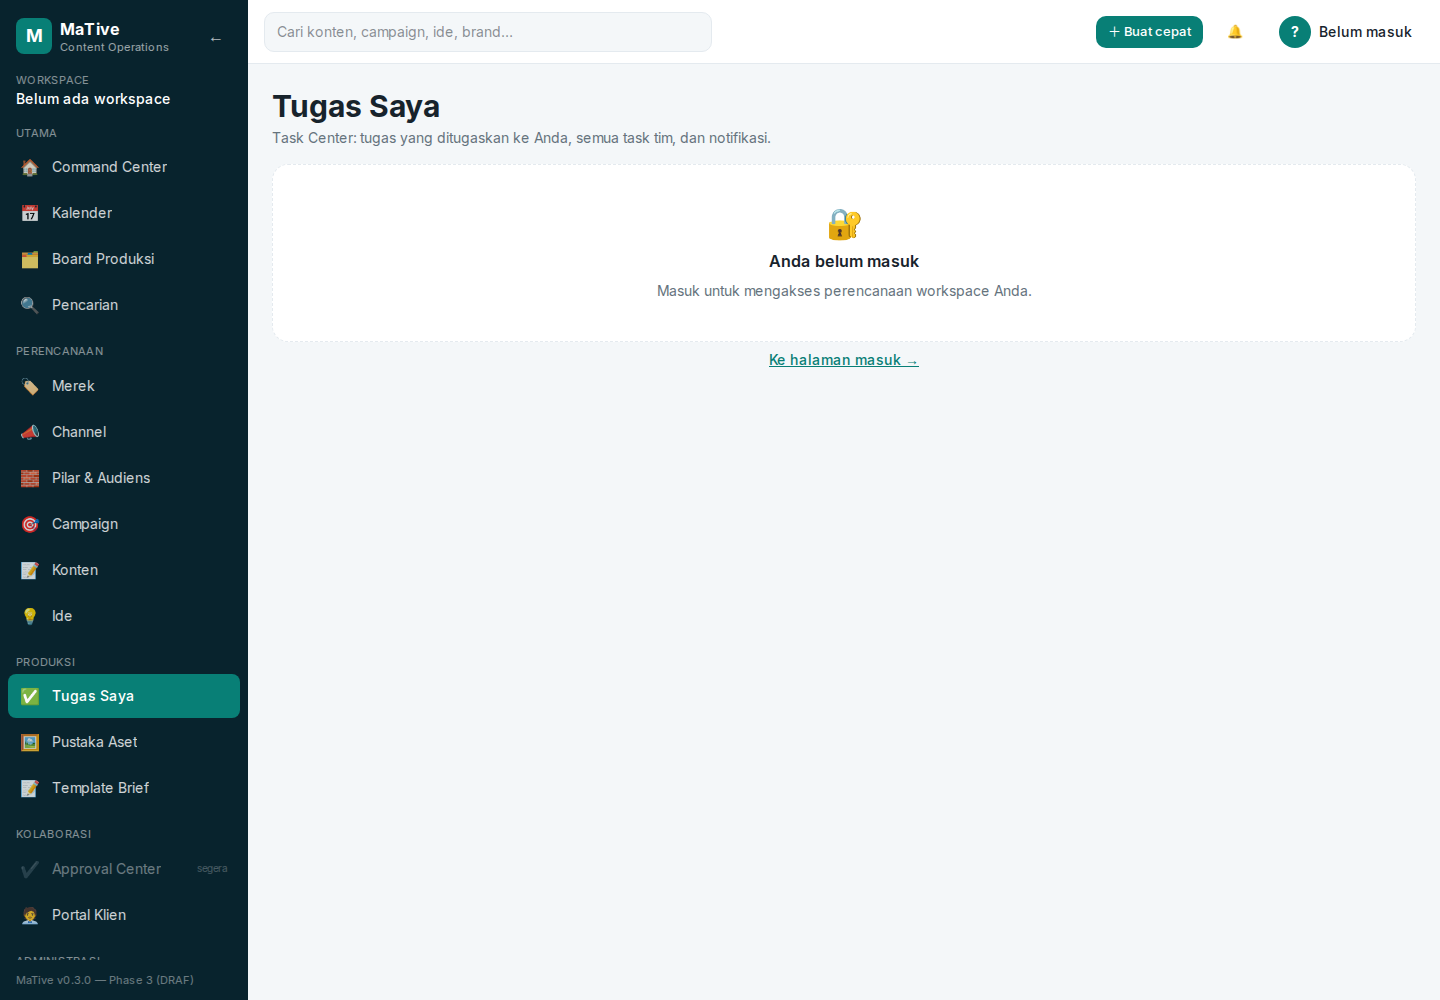 M
MaTive
Content Operations
←
WORKSPACE
Belum ada workspace
UTAMA
Command Center
Kalender
Board Produksi
Pencarian
PERENCANAAN
Merek
Channel
Pilar & Audiens
Campaign
Konten
Ide
PRODUKSI
Tugas Saya
Pustaka Aset
Template Brief
KOLABORASI
Approval Center segera
Portal Klien
ADMINISTRASI
MaTive v0.3.0 — Phase 3 (DRAF)
Cari konten, campaign, ide, brand...
+ Buat cepat
? Belum masuk
Tugas Saya
Task Center: tugas yang ditugaskan ke Anda, semua task tim, dan notifikasi.
Anda belum masuk
Masuk untuk mengakses perencanaan workspace Anda.
Ke halaman masuk →